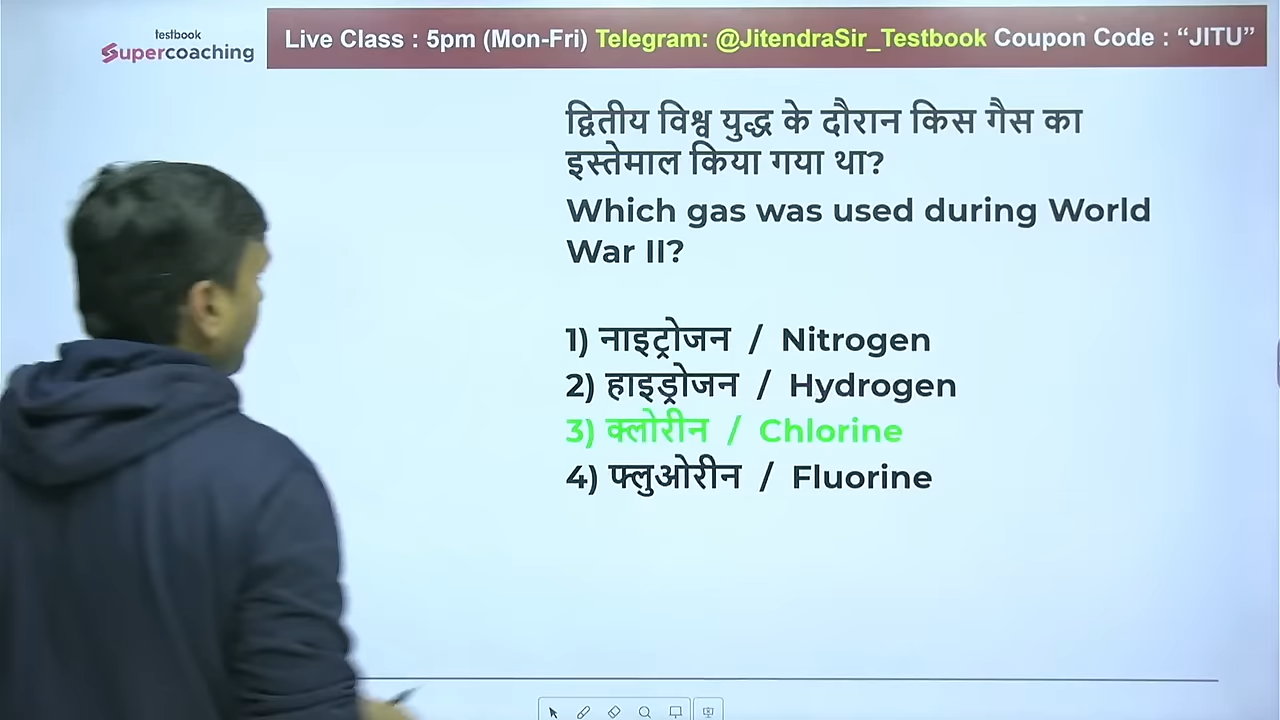 testbook
Supercoaching
Live Class : 5pm (Mon-Fri) Telegram: @JitendraSir_Testbook Coupon Code : “JITU”
द्वितीय विश्व युद्ध के दौरान किस गैस का
इस्तेमाल किया गया था?
Which gas was used during World
War II?
1) नाइट्रोजन / Nitrogen
2) हाइड्रोजन / Hydrogen
3) क्लोरीन / Chlorine
4) फ्लुओरीन / Fluorine